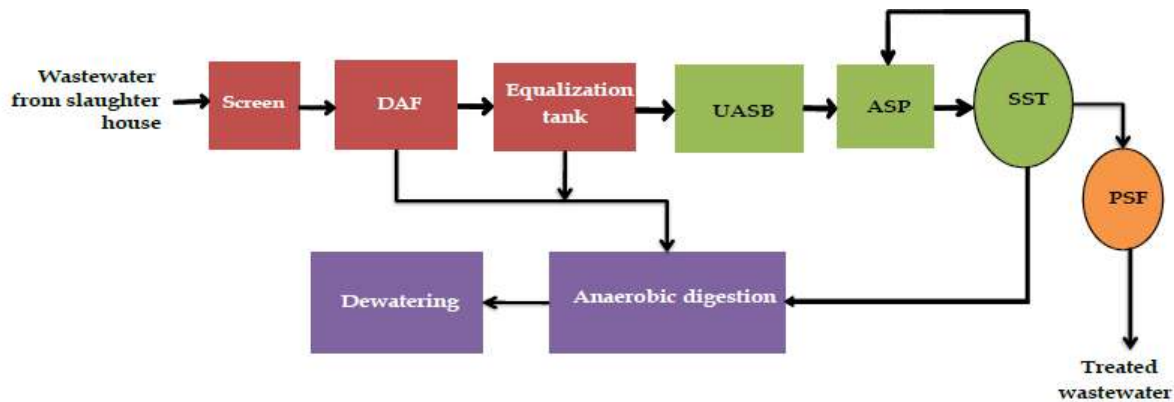 Wastewater
from slaughter
house
Screen
DAF
Equalization
tank
UASB
ASP
SST
PSF
Dewatering
Anaerobic digestion
Treated
wastewater